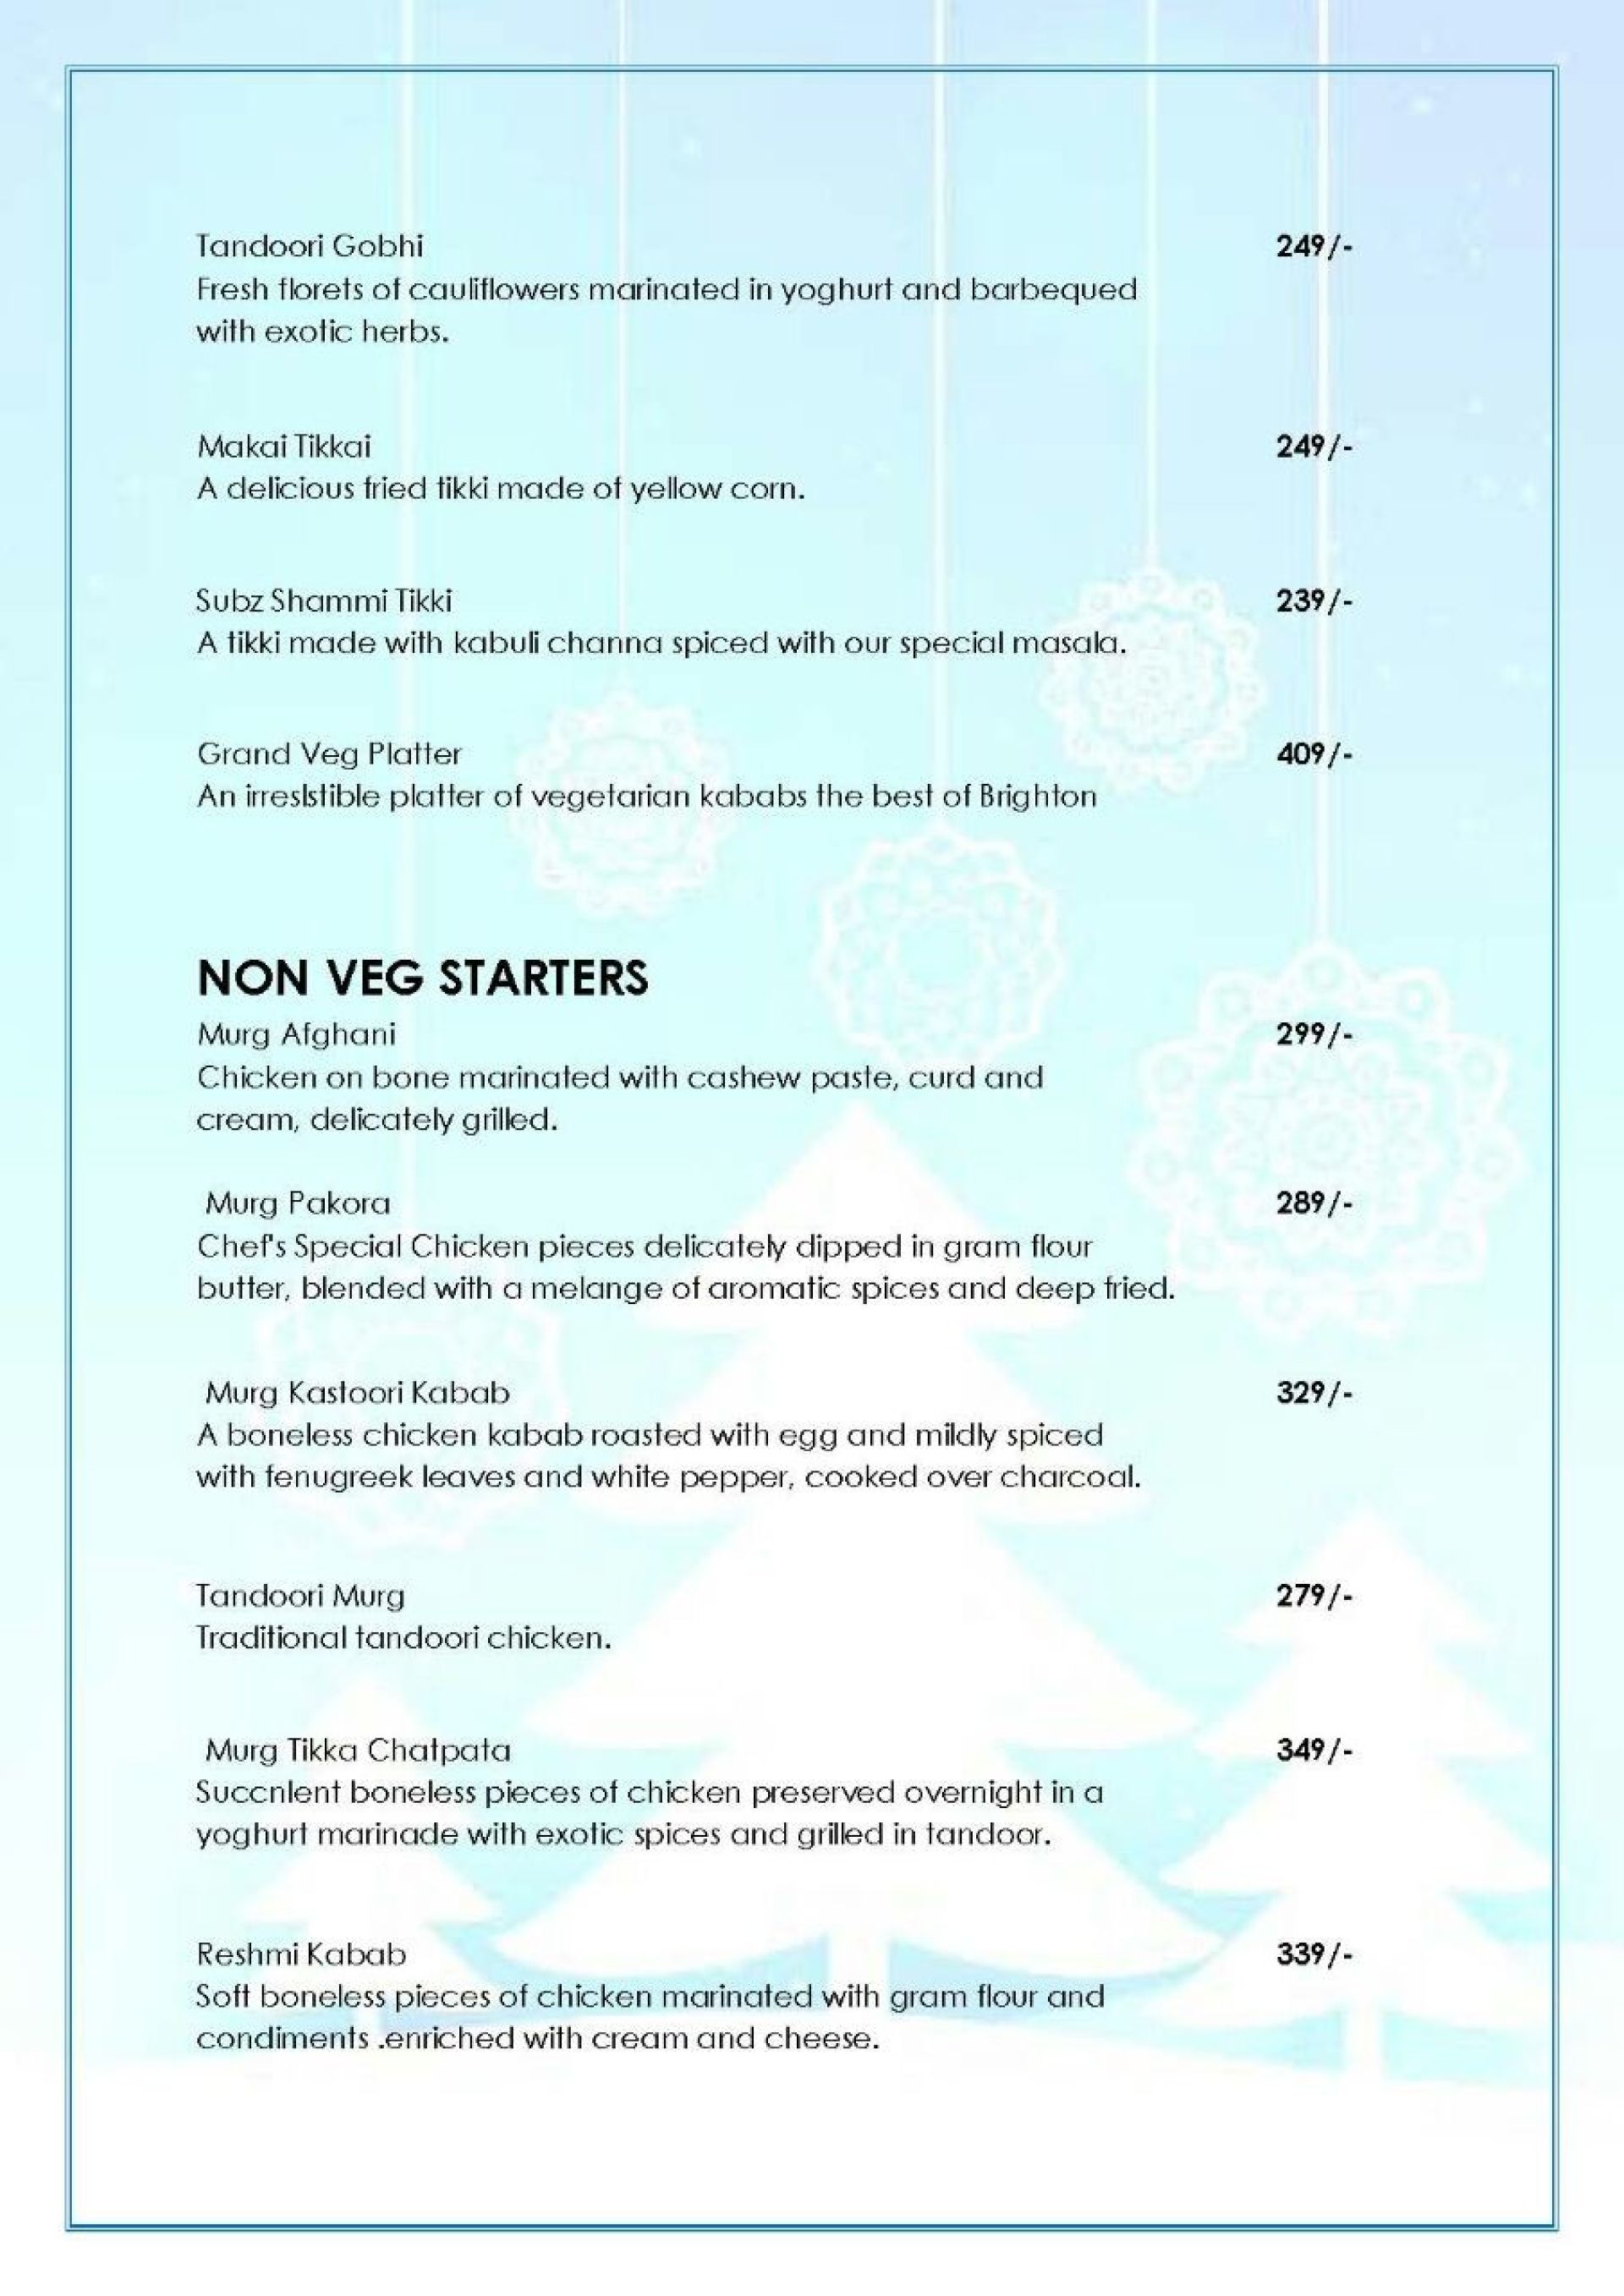 Tandoori Gobhi 249/-
Fresh florets of cauliflowers marinated in yoghurt and barbequed
with exotic herbs.
Makai Tikkai 249/-
A delicious fried tikki made of yellow corn.
Subz Shammi Tikki 239/-
A tikki made with kabuli channa spiced with our special masala.
Grand Veg Platter 409/-
An irreslstible platter of vegetarian kababs the best of Brighton
NON VEG STARTERS
Murg Afghani 299/-
Chicken on bone marinated with cashew paste, curd and
cream, delicately grilled.
Murg Pakora 289/-
Chef's Special Chicken pieces delicately dipped in gram flour
butter, blended with a melange of aromatic spices and deep fried.
Murg Kastoori Kabab 329/-
A boneless chicken kabab roasted with egg and mildly spiced
with fenugreek leaves and white pepper, cooked over charcoal.
Tandoori Murg 279/-
Traditional tandoori chicken.
Murg Tikka Chatpata 349/-
Succnlent boneless pieces of chicken preserved overnight in a
yoghurt marinade with exotic spices and grilled in tandoor.
Reshmi Kabab 339/-
Soft boneless pieces of chicken marinated with gram flour and
condiments .enriched with cream and cheese.